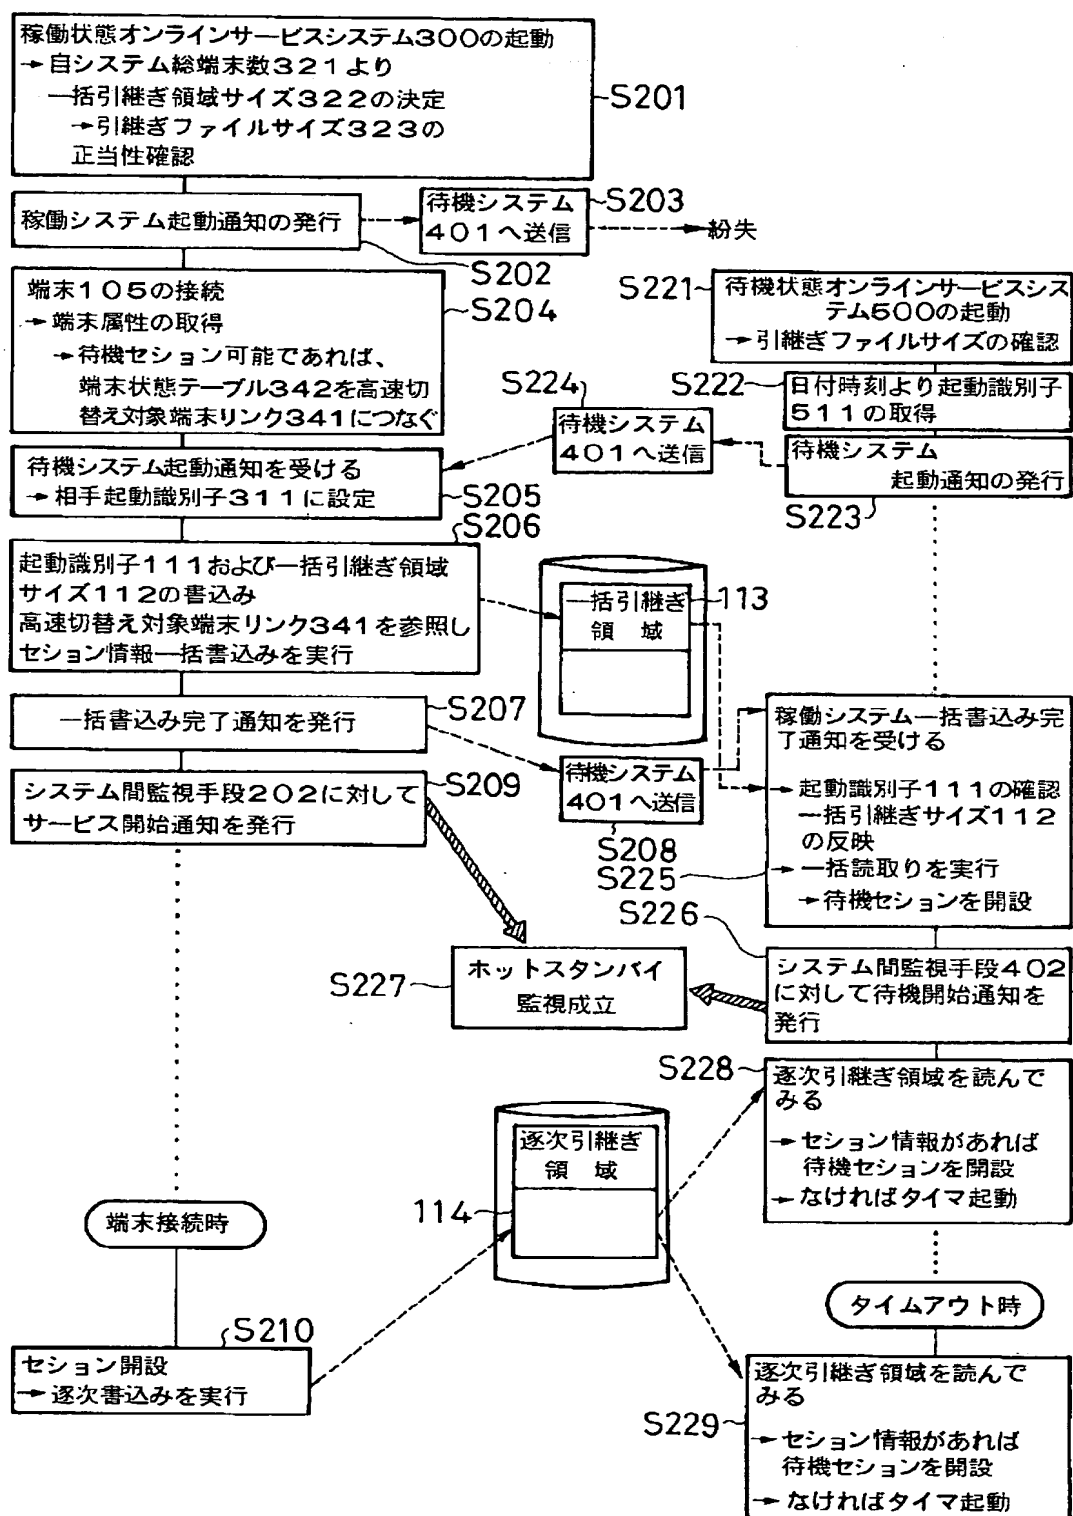 稼働状態オンラインサービスシステム300の起動
→自システム総端末数321より
一括引継ぎ領域サイズ322の決定
→引継ぎファイルサイズ323の
正当性確認
S201
稼働システム起動通知の発行
S202
待機システム
401へ送信
S203
紛失
端末105の接続
→端末属性の取得
→待機セション可能であれば、
端末状態テーブル342を高速切
替え対象端末リンク341につなぐ
S204
S221
待機状態オンラインサービスシス
テム500の起動
→引継ぎファイルサイズの確認
S222
日付時刻より起動識別子
511の取得
S224
待機システム
401へ送信
待機システム
起動通知の発行
S223
待機システム起動通知を受ける
→相手起動識別子311に設定
S205
S206
起動識別子111および一括引継ぎ領域
サイズ112の書込み
高速切替え対象端末リンク341を参照し
セション情報一括書込みを実行
一括引継ぎ
領 域
113
一括書込み完了通知を発行
S207
待機システム
401へ送信
S208
システム間監視手段202に対して
サービス開始通知を発行
S209
稼働システム一括書込み完
了通知を受ける
→起動識別子111の確認
一括引継ぎサイズ112
の反映
→一括読取りを実行
→待機セションを開設
S225
S226
システム間監視手段402
に対して待機開始通知を
発行
S227
ホットスタンバイ
監視成立
S228
逐次引継ぎ領域を読んで
みる
→セション情報があれば
待機セションを開設
→なければタイマ起動
逐次引継ぎ
領 域
114
端末接続時
タイムアウト時
S210
セション開設
→逐次書込みを実行
S229
逐次引継ぎ領域を読んで
みる
→セション情報があれば
待機セションを開設
→なければタイマ起動